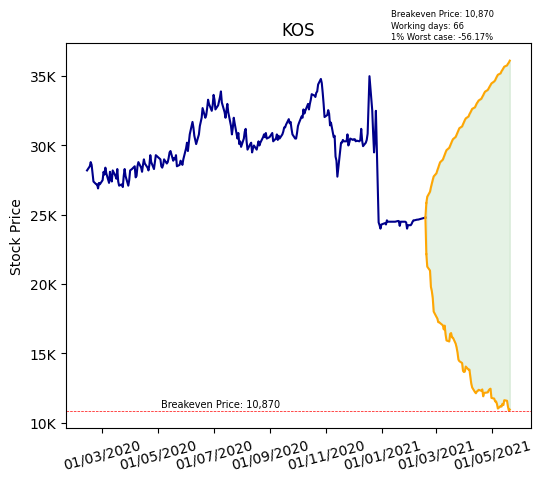 Breakeven Price: 10,870
Working days: 66
1% Worst case: -56.17%
KOS
Stock Price
35K
30K
25K
20K
15K
10K
Breakeven Price: 10,870
01/03/2020
01/05/2020
01/07/2020
01/09/2020
01/11/2020
01/01/2021
01/03/2021
01/05/2021